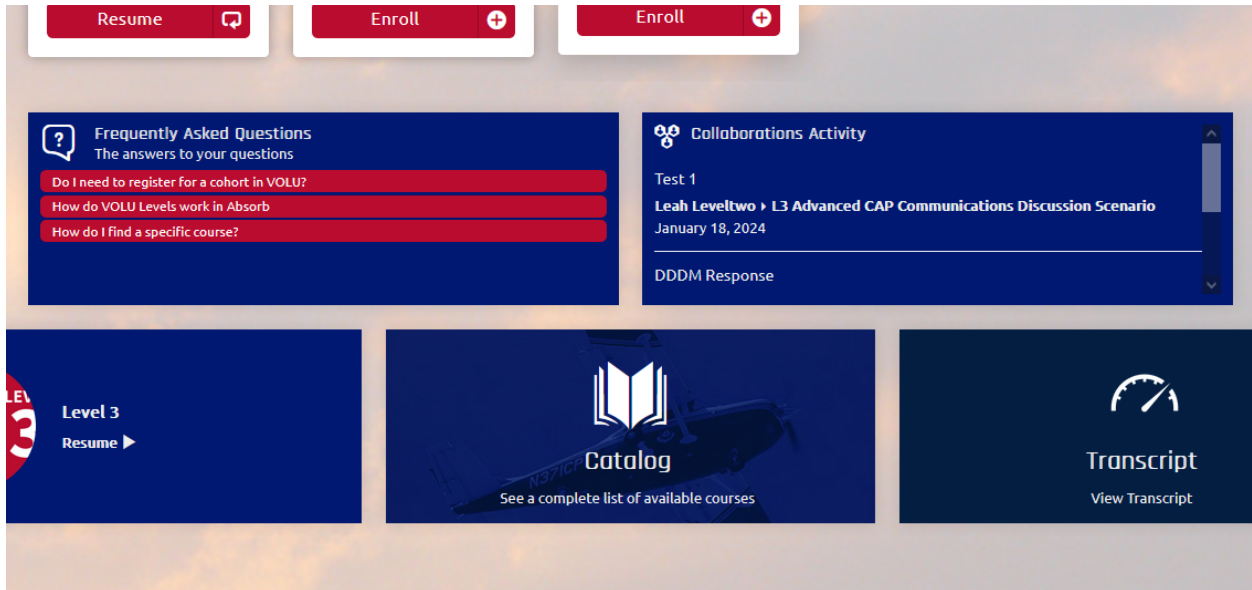 Resume
Enroll
Enroll
Frequently Asked Questions
The answers to your questions
Do I need to register for a cohort in VOLU?
How do VOLU Levels work in Absorb
How do I find a specific course?
Collaborations Activity
Test 1
Leah Leveltwo › L3 Advanced CAP Communications Discussion Scenario
January 18, 2024
DDDM Response
LEV
3
Level 3
Resume
N371CP
Catalog
See a complete list of available courses
Transcript
View Transcript